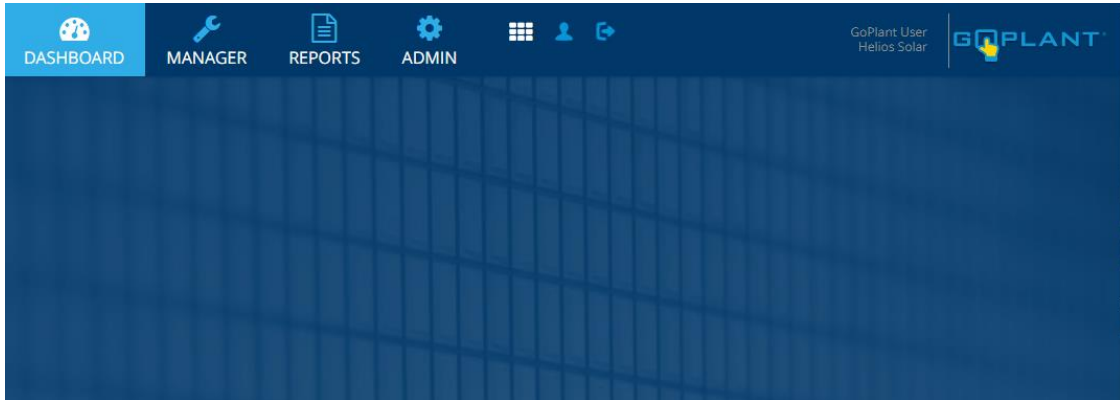 DASHBOARD
MANAGER
REPORTS
ADMIN
GoPlant User
Helios Solar
GOPLANT